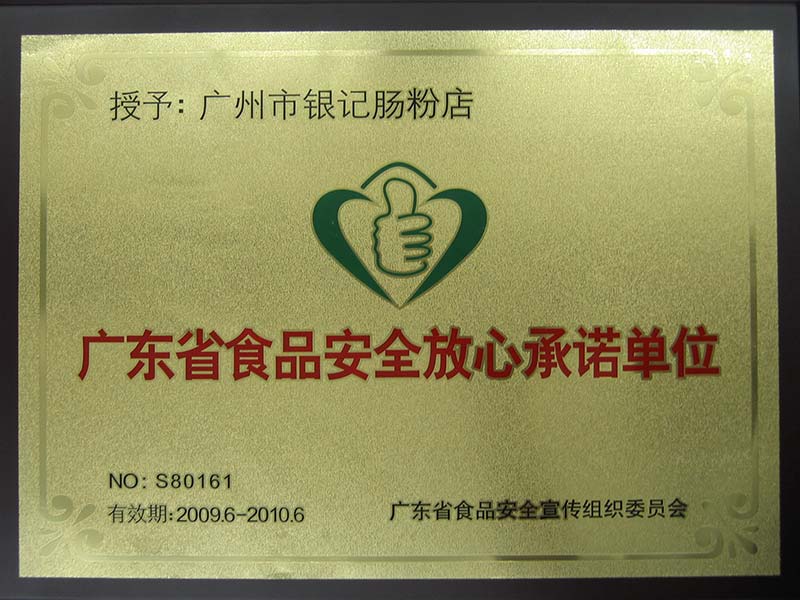 授予: 广州市银记肠粉店
广东省食品安全放心承诺单位
NO: S80161
有效期: 2009.6-2010.6
广东省食品安全宣传组织委员会